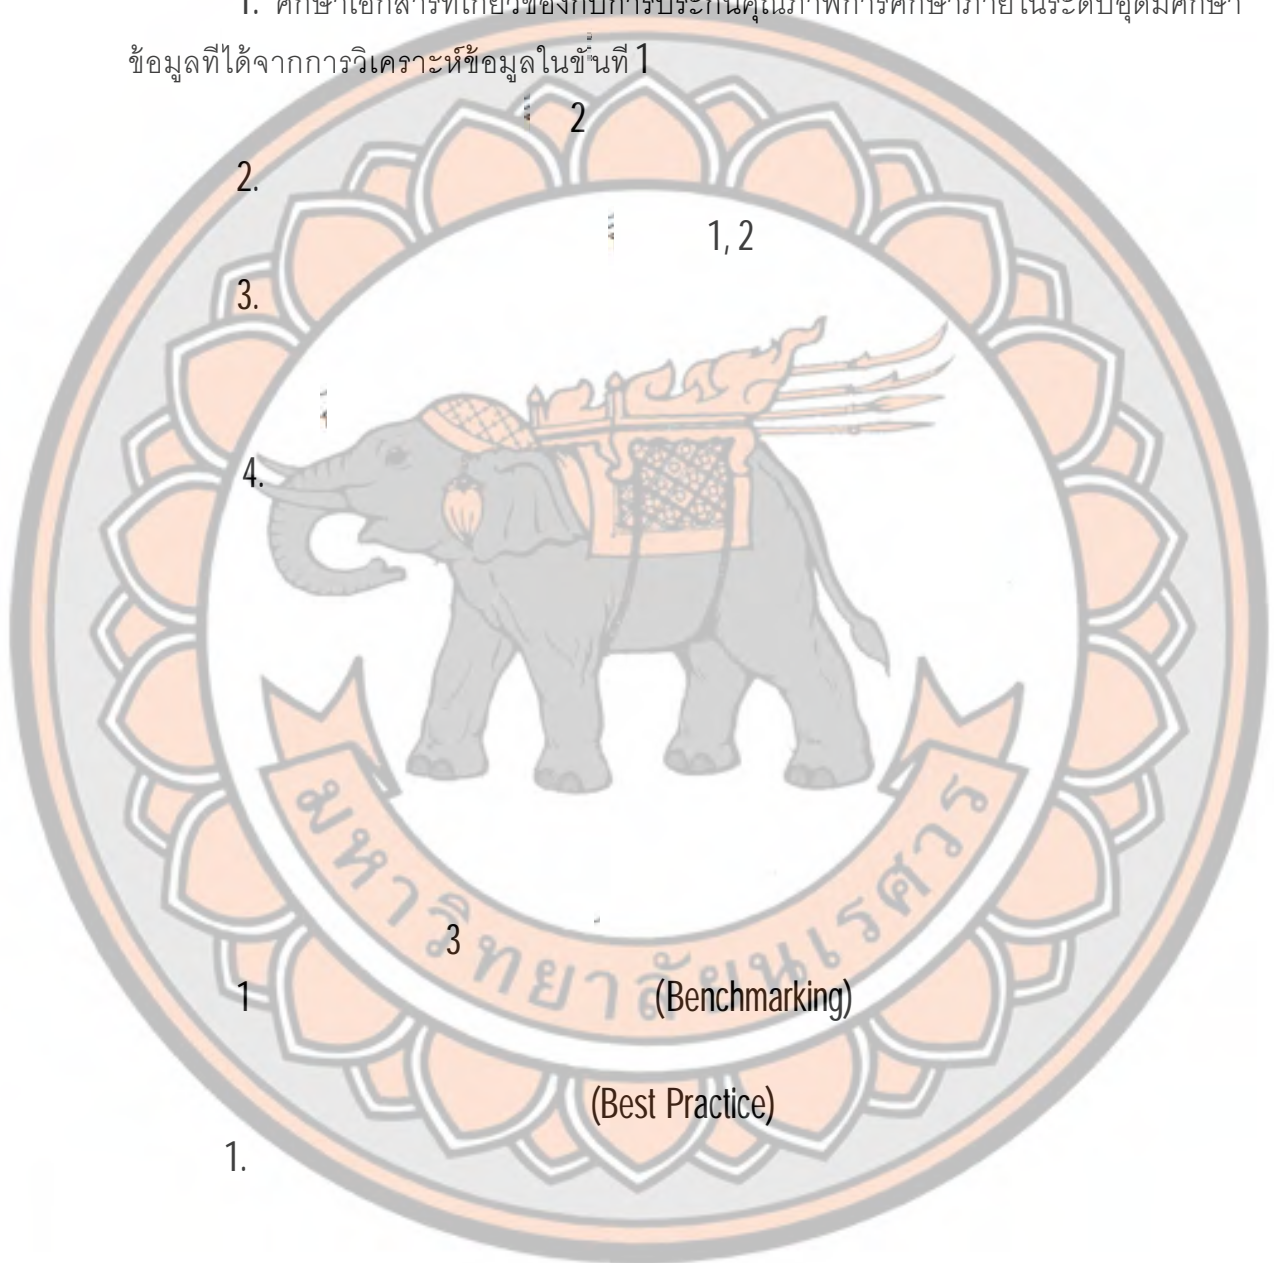 1. ศึกษาเอกสารที่เกี่ยวข้องกับการประกันคุณภาพการศึกษาภายในระดับอุดมศึกษา
ข้อมูลที่ได้จากการวิเคราะห์ข้อมูลในขั้นที่ 1
2
2.
1, 2
3.
4.
มหาวิทยาลัยนเรศวร
3
1 (Benchmarking)
(Best Practice)
1.